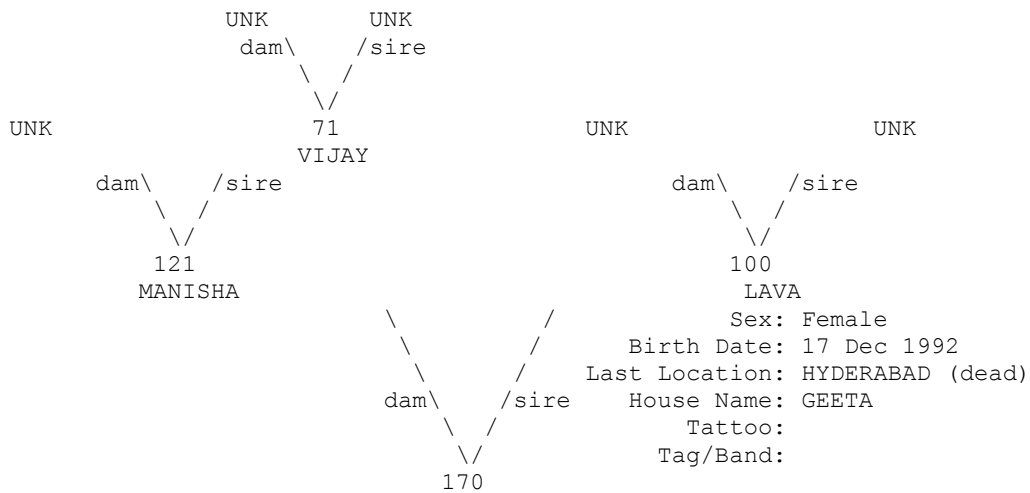 UNK UNK
dam\ /sire
\ /
\/
UNK 71 UNK UNK
VIJAY
dam\ /sire dam\ /sire
\ / \ /
\/ \/
121 100
MANISHA LAVA
\ / Sex: Female
\ / Birth Date: 17 Dec 1992
\ / Last Location: HYDERABAD (dead)
dam\ /sire House Name: GEETA
\ / Tattoo:
\/ Tag/Band:
170